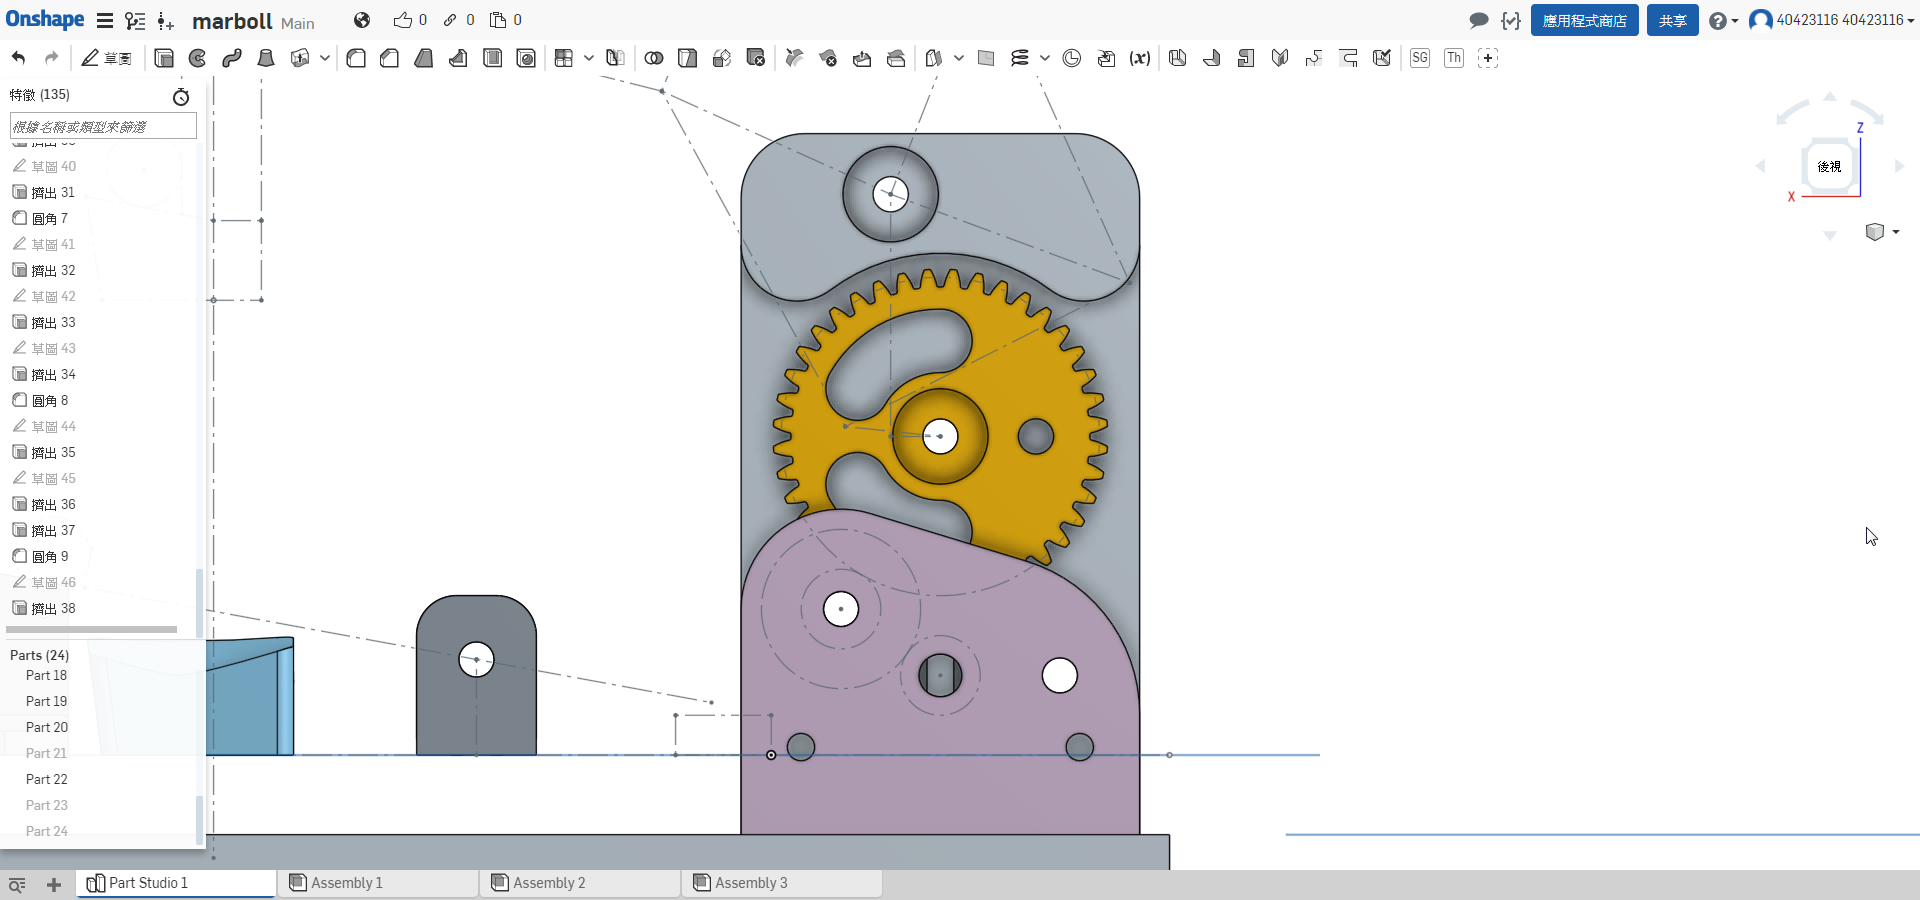 Onshape marboll Main 0 0 0 應用程式商店 共享 40423116 40423116
草圖 (x) SG Th
特徵 (135)
根據名稱或類型來篩選
草圖 40
擠出 31
圓角 7
草圖 41
擠出 32
草圖 42
擠出 33
草圖 43
擠出 34
圓角 8
草圖 44
擠出 35
草圖 45
擠出 36
擠出 37
圓角 9
草圖 46
擠出 38
Parts (24)
Part 18
Part 19
Part 20
Part 21
Part 22
Part 23
Part 24
Z
後視
X
Part Studio 1 Assembly 1 Assembly 2 Assembly 3